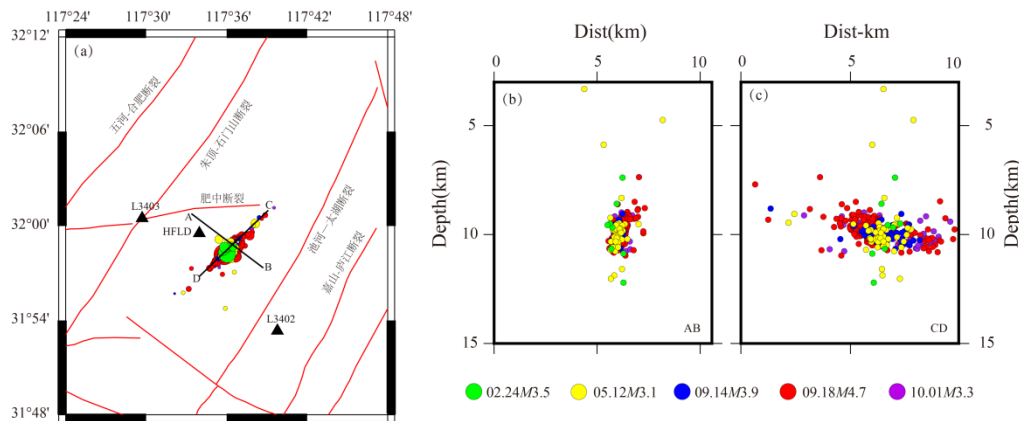 117°24'
117°30'
117°36'
117°42'
117°48'
32°12'
32°06'
32°00'
31°54'
31°48'
(a)
五河-合肥断裂
朱顶-石门山断裂
肥中断裂
池河—太湖断裂
嘉山-庐江断裂
L3403
HFLD
L3402
A
C
B
D
Dist(km)
0
5
10
(b)
Depth(km)
5
10
15
AB
Dist-km
0
5
10
(c)
Depth(km)
5
10
15
CD
02.24M3.5
05.12M3.1
09.14M3.9
09.18M4.7
10.01M3.3